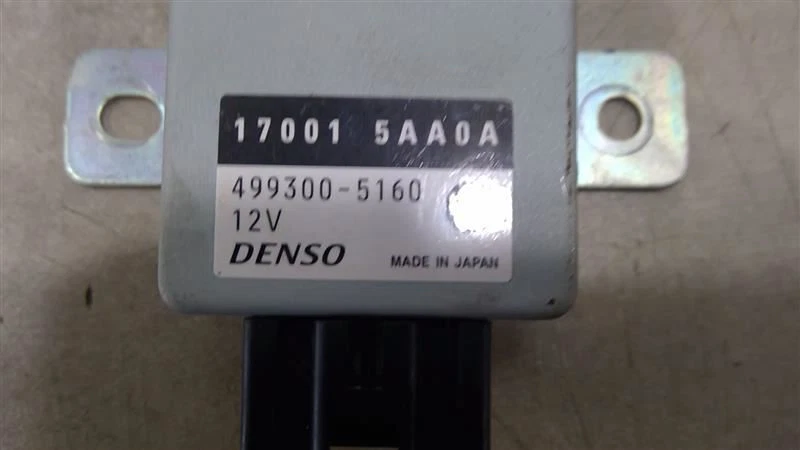 17001 5AA0A
499300-5160
12V
DENSO MADE IN JAPAN